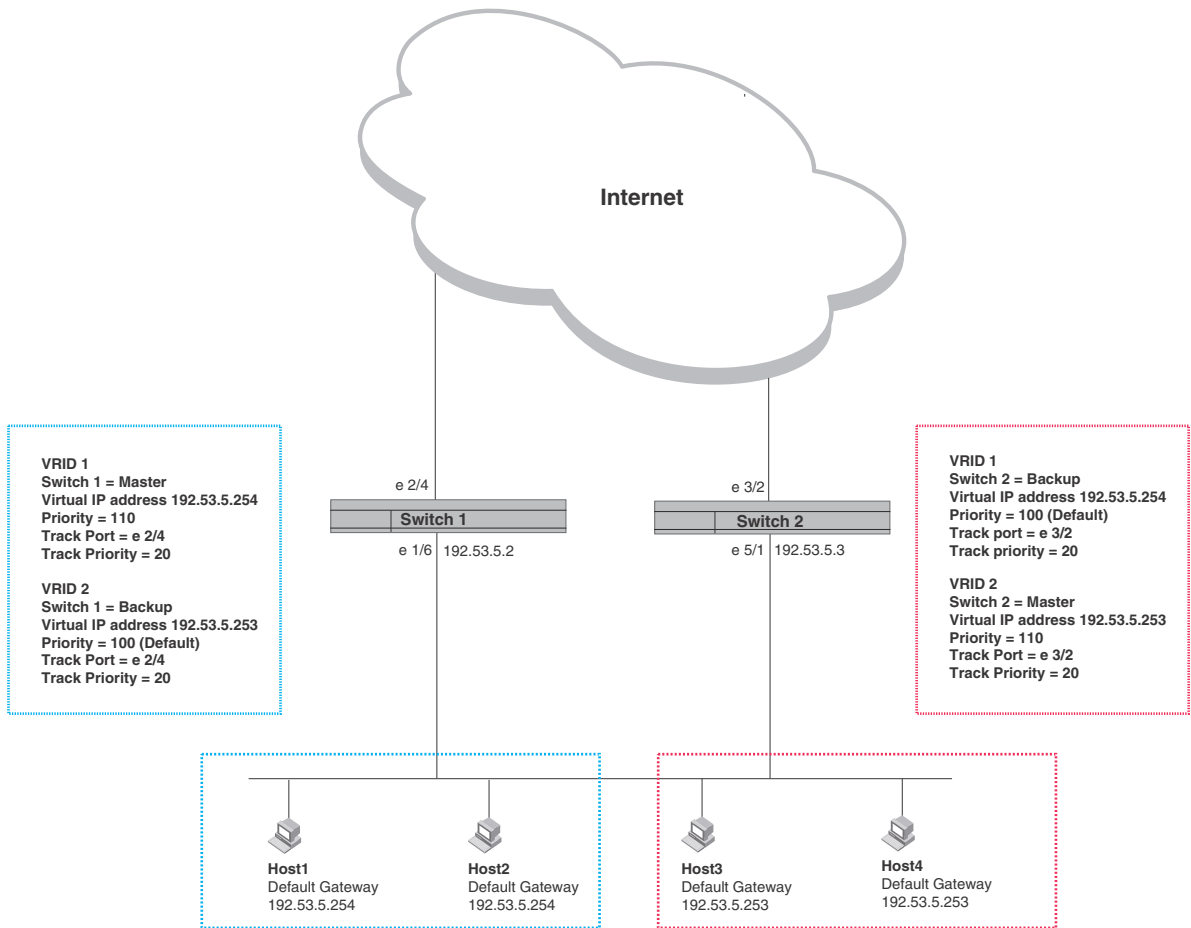 Internet
VRID 1
Switch 1 = Master
Virtual IP address 192.53.5.254
Priority = 110
Track Port = e 2/4
Track Priority = 20
VRID 2
Switch 1 = Backup
Virtual IP address 192.53.5.253
Priority = 100 (Default)
Track Port = e 2/4
Track Priority = 20
e 2/4
Switch 1
e 1/6
192.53.5.2
e 3/2
Switch 2
e 5/1
192.53.5.3
VRID 1
Switch 2 = Backup
Virtual IP address 192.53.5.254
Priority = 100 (Default)
Track port = e 3/2
Track priority = 20
VRID 2
Switch 2 = Master
Virtual IP address 192.53.5.253
Priority = 110
Track Port = e 3/2
Track Priority = 20
Host1
Default Gateway
192.53.5.254
Host2
Default Gateway
192.53.5.254
Host3
Default Gateway
192.53.5.253
Host4
Default Gateway
192.53.5.253